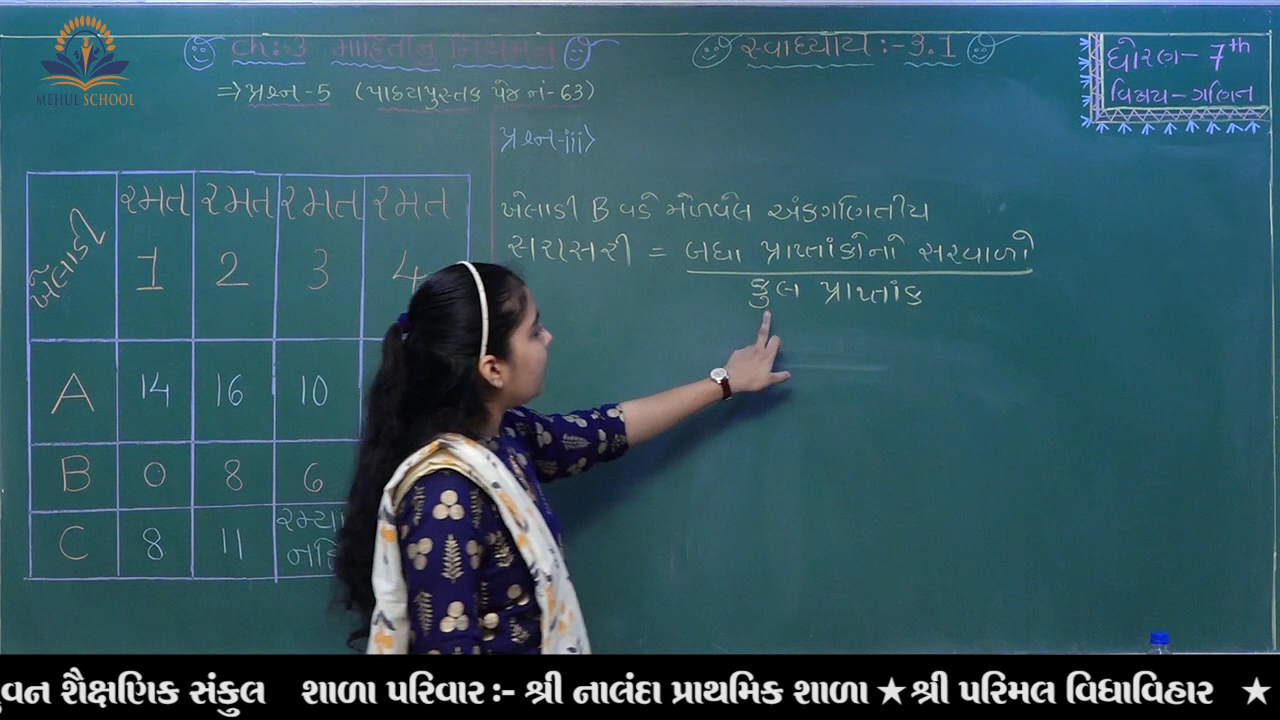 MEHUL SCHOOL
ch:-3 માહિતીનું નિયમન
સ્વાધ્યાય :- 3.1
ધોરણ - 7th
વિષય - ગણિત
⇒ પ્રશ્ન-5 (પાઠ્યપુસ્તક પેજ નં-63)
પ્રશ્ન-iii)
ખેલાડી B વડે મેળવેલ અંકગણિતીય
સરાસરી = બધા પ્રાપ્તાંકોનો સરવાળો
કુલ પ્રાપ્તાંક
ખેલાડી રમત 1 રમત 2 રમત 3 રમત 4
A 14 16 10
B 0 8 6
C 8 11
શૈક્ષણિક સંકુલ શાળા પરિવાર :- શ્રી નાલંદા પ્રાથમિક શાળા ★ શ્રી પરિમલ વિદ્યાવિહાર ★